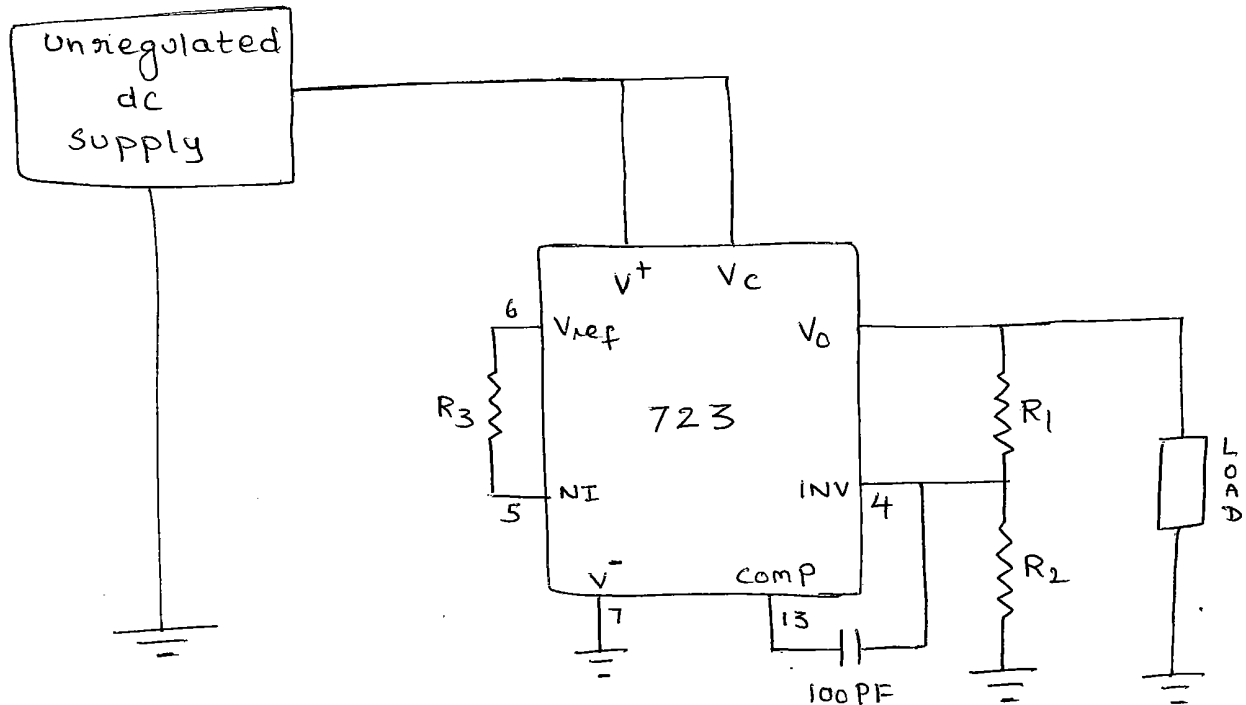 Unregulated
dc
supply
V+ Vc
6
Vref
Vo
R3
723
R1
NI
INV
5
4
LOAD
V-
comp
R2
7
13
100PF